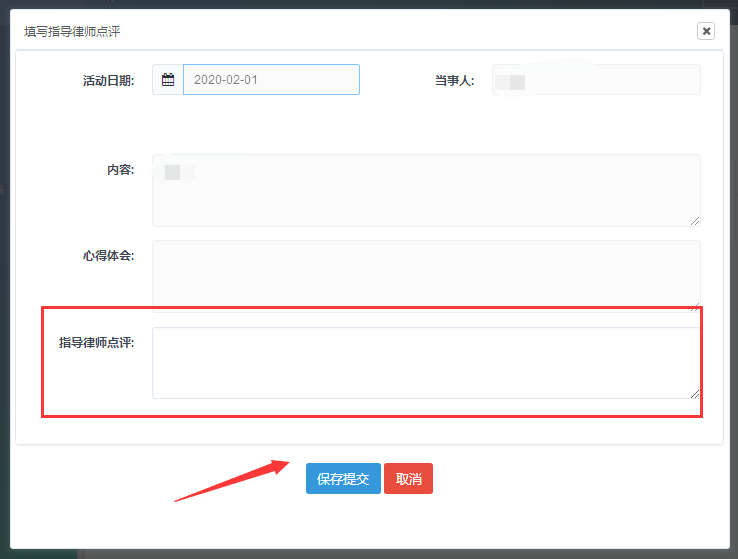 填写指导律师点评
活动日期: 2020-02-01 当事人:
内容:
心得体会:
指导律师点评:
保存提交 取消